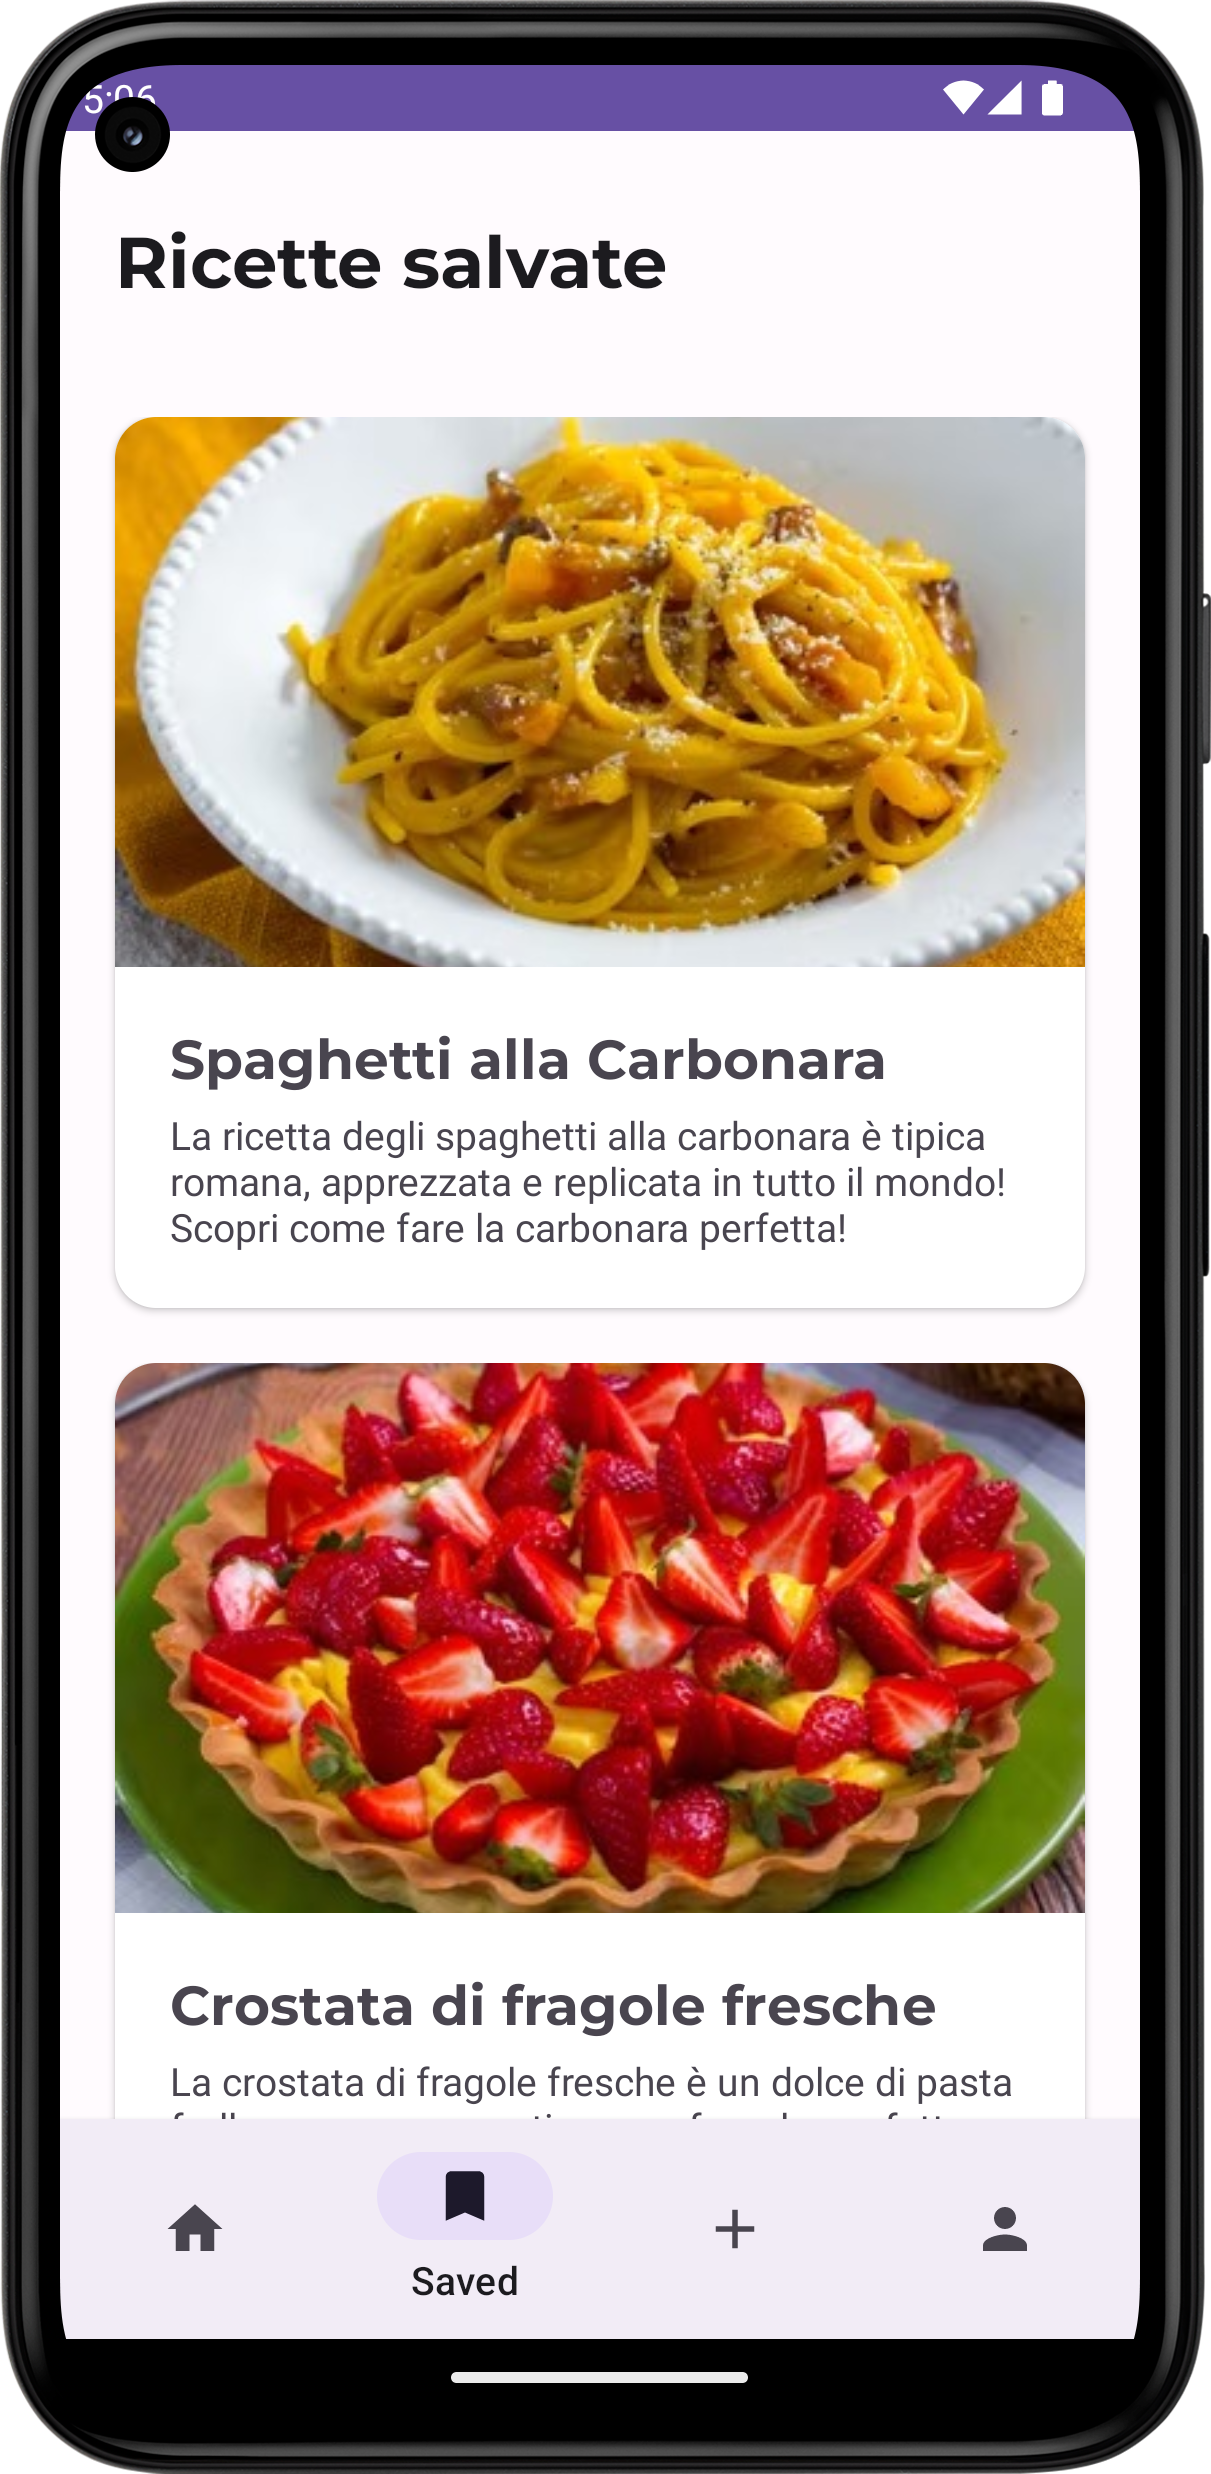 5:06
Ricette salvate
Spaghetti alla Carbonara
La ricetta degli spaghetti alla carbonara è tipica
romana, apprezzata e replicata in tutto il mondo!
Scopri come fare la carbonara perfetta!
Crostata di fragole fresche
La crostata di fragole fresche è un dolce di pasta
Saved